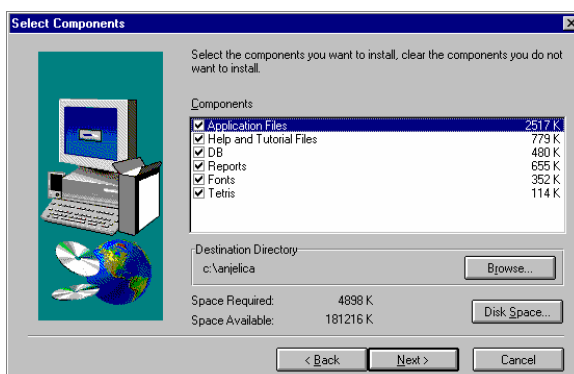 Select Components
Select the components you want to install, clear the components you do not
want to install.
Components
Application Files 2517 K
Help and Tutorial Files 779 K
DB 480 K
Reports 655 K
Fonts 352 K
Tetris 114 K
Destination Directory
c:\anjelica
Browse...
Space Required: 4898 K
Space Available: 181216 K
Disk Space...
< Back
Next >
Cancel